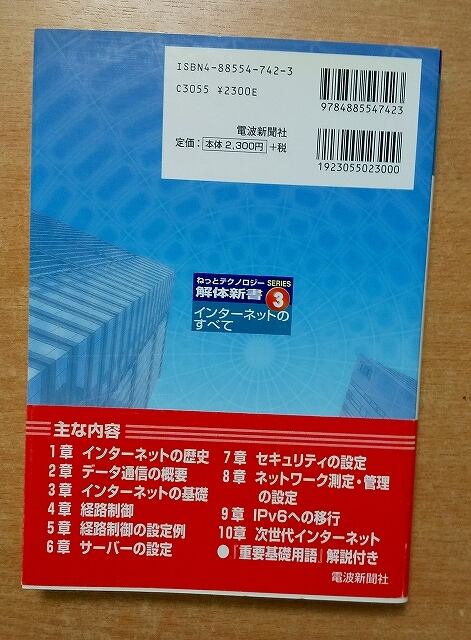 ISBN4-88554-742-3
C3055 ¥2300E
電波新聞社
定価：本体 2,300円 +税
9784885547423
1923055023000
ねっとテクノロジー SERIES
解体新書 3
インターネットの
すべて
主な内容
1章 インターネットの歴史
2章 データ通信の概要
3章 インターネットの基礎
4章 経路制御
5章 経路制御の設定例
6章 サーバーの設定
7章 セキュリティの設定
8章 ネットワーク測定・管理
の設定
9章 IPv6への移行
10章 次世代インターネット
●『重要基礎用語』解説付き
電波新聞社